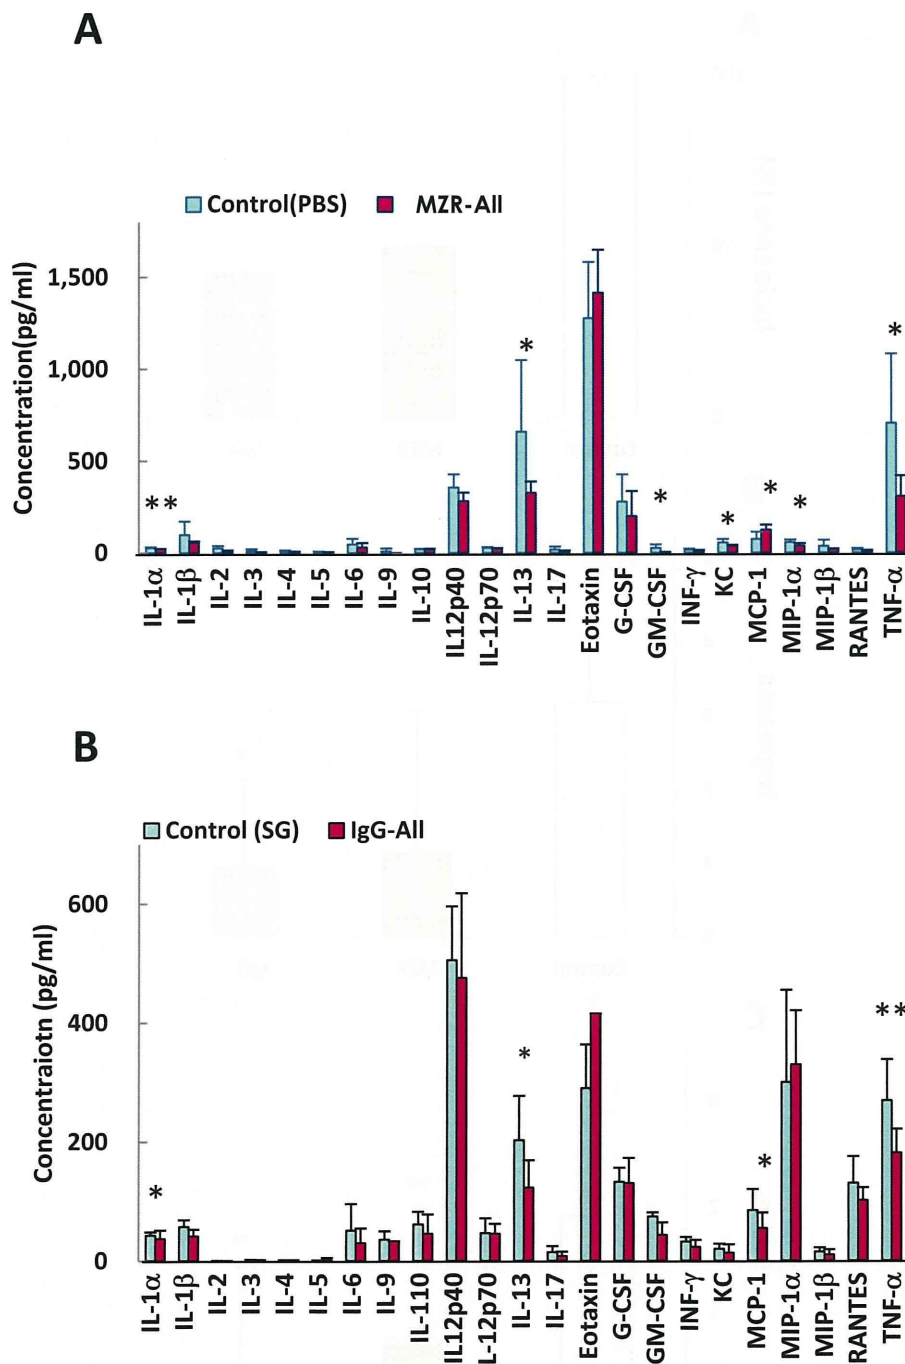 A
Control(PBS) MZR-All
Concentration(pg/ml)
1,500
1,000
500
0
* *
*
*
*
*
*
*
IL-1α IL-1β IL-2 IL-3 IL-4 IL-5 IL-6 IL-9 IL-10 IL12p40 IL-12p70 IL-13 IL-17 Eotaxin G-CSF GM-CSF INF-γ KC MCP-1 MIP-1α MIP-1β RANTES TNF-α
B
Control (SG) IgG-All
Concentraiotn (pg/ml)
600
400
200
0
*
*
*
**
IL-1α IL-1β IL-2 IL-3 IL-4 IL-5 IL-6 IL-9 IL-110 IL12p40 L-12p70 IL-13 IL-17 Eotaxin G-CSF GM-CSF INF-γ KC MCP-1 MIP-1α MIP-1β RANTES TNF-α